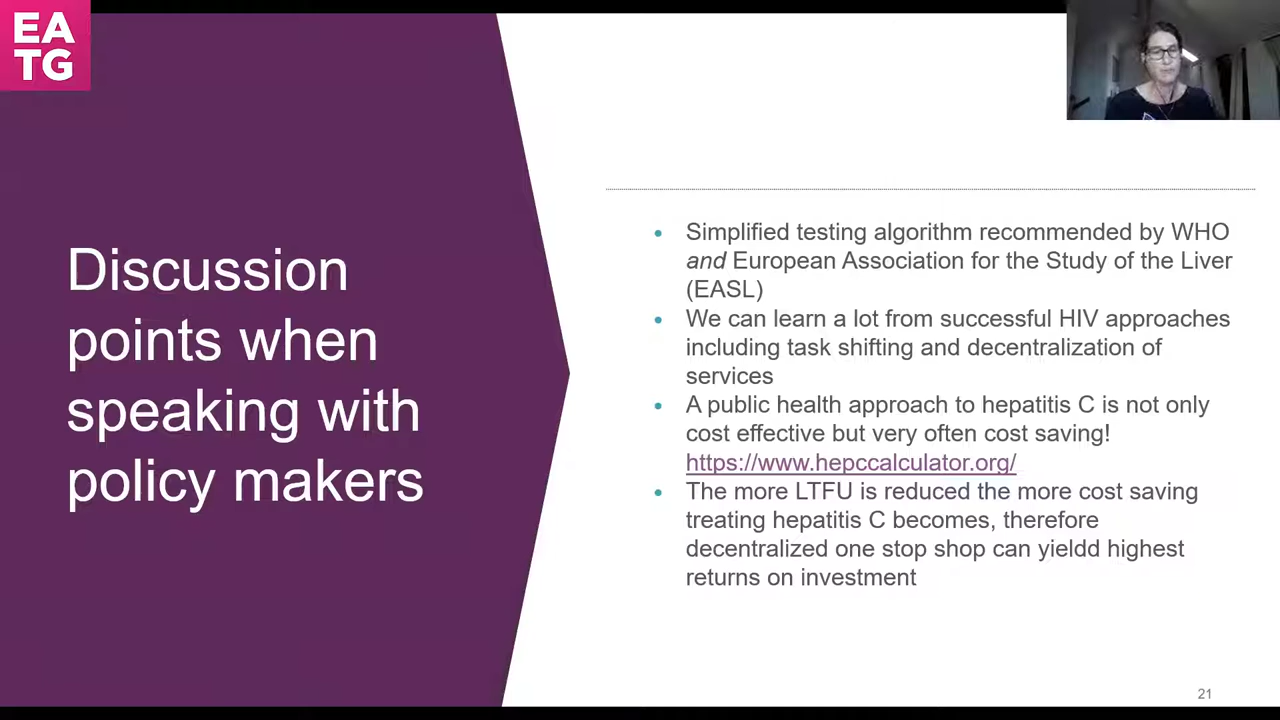 EA
TG
Discussion
points when
speaking with
policy makers
• Simplified testing algorithm recommended by WHO
and European Association for the Study of the Liver
(EASL)
• We can learn a lot from successful HIV approaches
including task shifting and decentralization of
services
• A public health approach to hepatitis C is not only
cost effective but very often cost saving!
https://www.hepccalculator.org/
• The more LTFU is reduced the more cost saving
treating hepatitis C becomes, therefore
decentralized one stop shop can yieldd highest
returns on investment
21